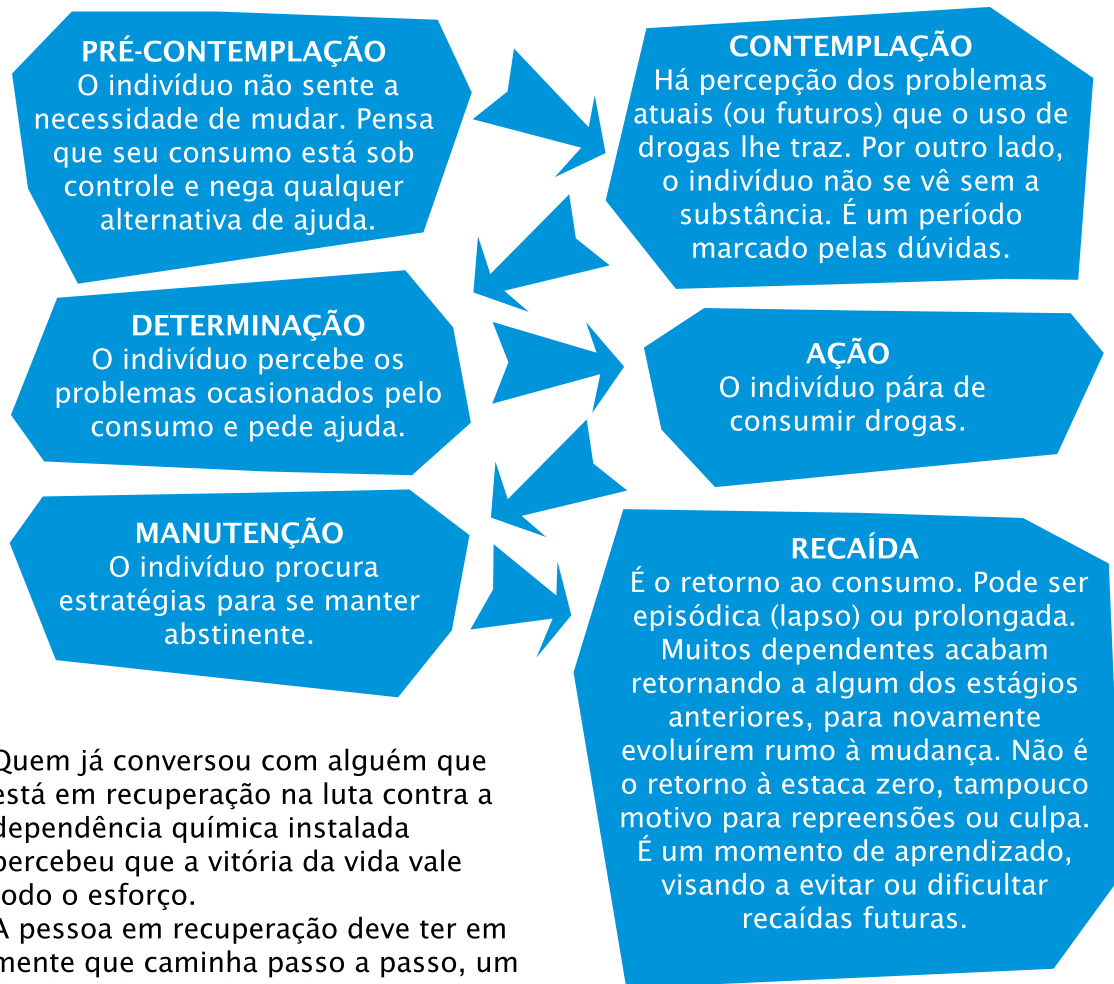 PRÉ-CONTEMPLAÇÃO
O indivíduo não sente a
necessidade de mudar. Pensa
que seu consumo está sob
controle e nega qualquer
alternativa de ajuda.
CONTEMPLAÇÃO
Há percepção dos problemas
atuais (ou futuros) que o uso de
drogas lhe traz. Por outro lado,
o indivíduo não se vê sem a
substância. É um período
marcado pelas dúvidas.
DETERMINAÇÃO
O indivíduo percebe os
problemas ocasionados pelo
consumo e pede ajuda.
AÇÃO
O indivíduo pára de
consumir drogas.
MANUTENÇÃO
O indivíduo procura
estratégias para se manter
abstinente.
RECAÍDA
É o retorno ao consumo. Pode ser
episódica (lapso) ou prolongada.
Muitos dependentes acabam
retornando a algum dos estágios
anteriores, para novamente
evoluírem rumo à mudança. Não é
o retorno à estaca zero, tampouco
motivo para repreensões ou culpa.
É um momento de aprendizado,
visando a evitar ou dificultar
recaídas futuras.
Quem já conversou com alguém que
está em recuperação na luta contra a
dependência química instalada
percebeu que a vitória da vida vale
todo o esforço.
A pessoa em recuperação deve ter em
mente que caminha passo a passo, um